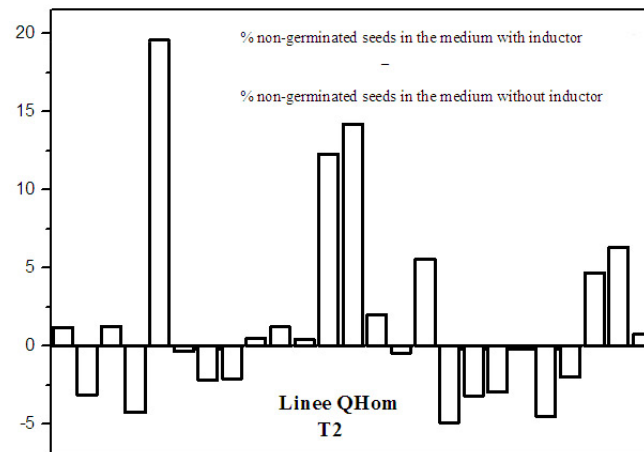 20
% non-germinated seeds in the medium with inductor
–
% non-germinated seeds in the medium without inductor
15
10
5
0
-5
Linee QHom
T2